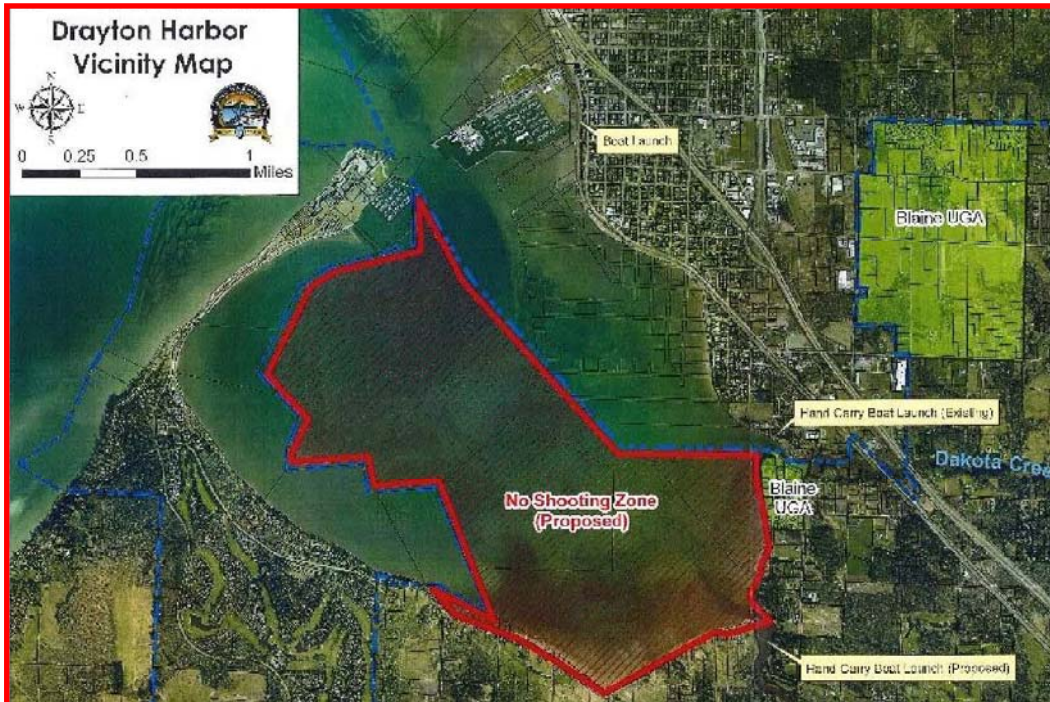 Drayton Harbor
Vicinity Map
N
W
E
S
0 0.25 0.5 1
Miles
Boat Launch
Blaine UGA
Hand Carry Boat Launch (Existing)
Dakota Cree
Blaine
UGA
No Shooting Zone
(Proposed)
Hand Carry Boat Launch (Proposed)